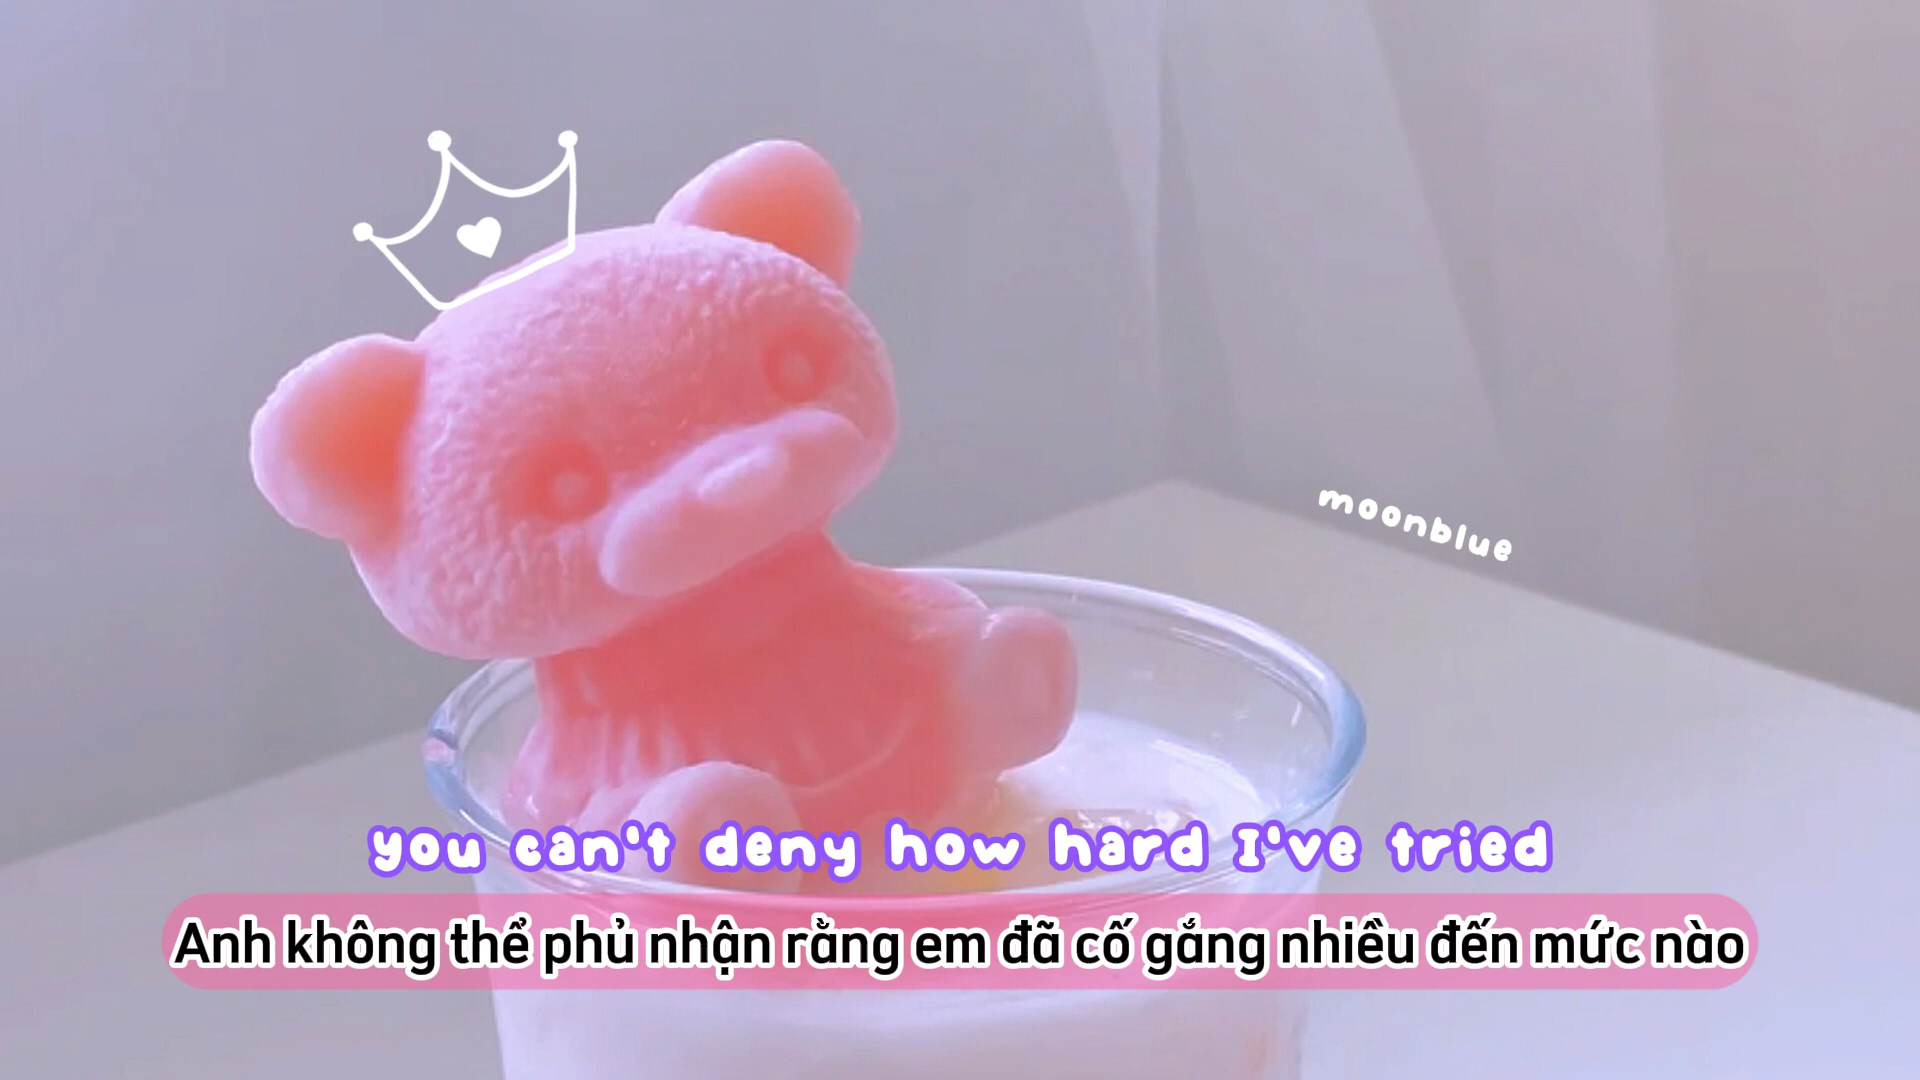 moonblue
you can't deny how hard I've tried
Anh không thể phủ nhận rằng em đã cố gắng nhiều đến mức nào